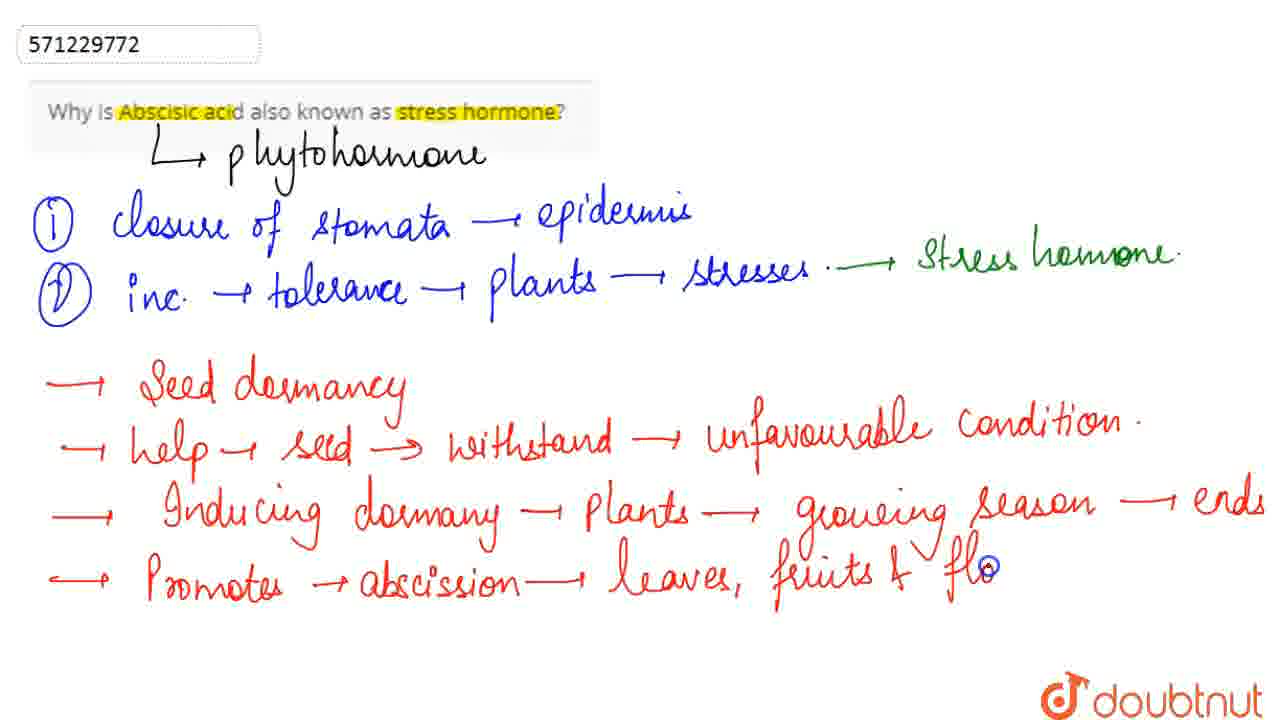 571229772
Why is Abscisic acid also known as stress hormone?
↳ phytohormone
(i) closure of stomata → epidermis
inc. → tolerance → plants → stresses. → Stress hormone.
→ Seed dormancy
→ help → seed → withstand → unfavourable condition.
→ Inducing dormany → plants → growing season → ends
→ Promotes → abscission → leaves, fruits & flo
doubtnut